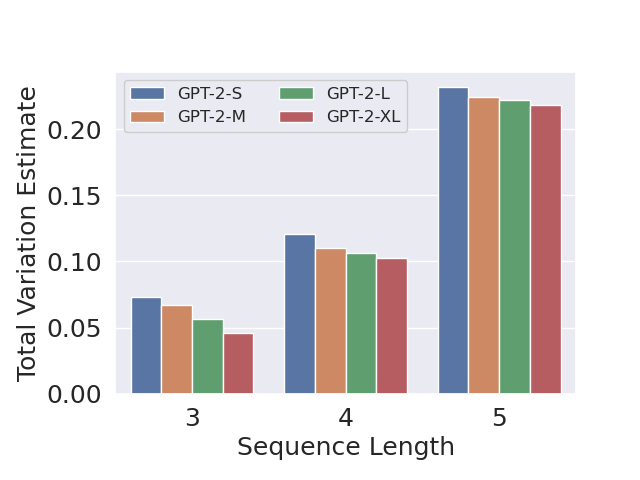 GPT-2-S GPT-2-L
GPT-2-M GPT-2-XL
Total Variation Estimate
0.20
0.15
0.10
0.05
0.00
3 4 5
Sequence Length